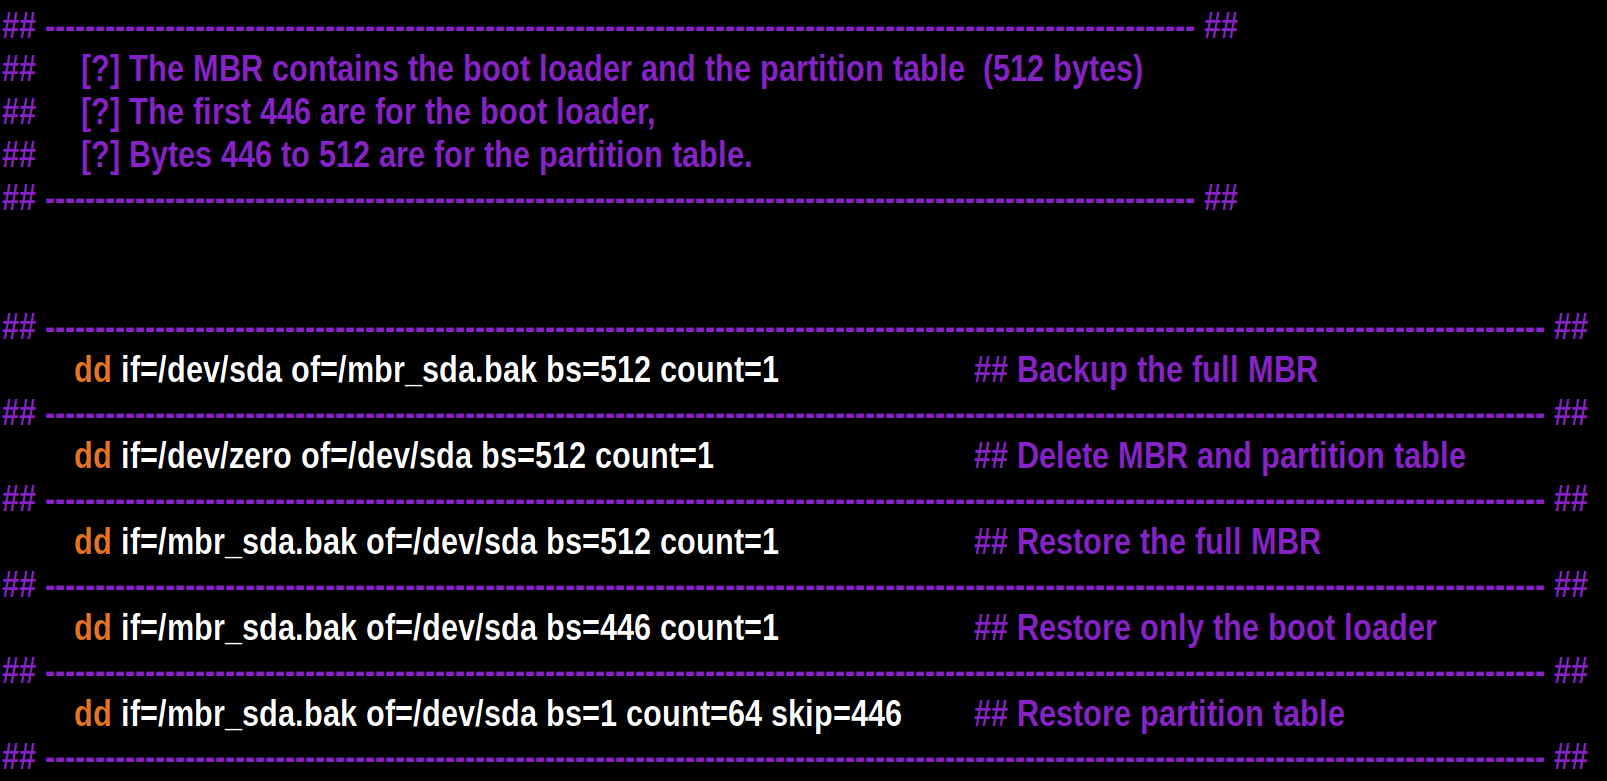 ## ------------------------------------------------------------------------------------------------------------------- ##
## [?] The MBR contains the boot loader and the partition table  (512 bytes)
## [?] The first 446 are for the boot loader,
## [?] Bytes 446 to 512 are for the partition table.
## ------------------------------------------------------------------------------------------------------------------- ##
## ------------------------------------------------------------------------------------------------------------------------------------------------------ ##
dd if=/dev/sda of=/mbr_sda.bak bs=512 count=1 ## Backup the full MBR
## ------------------------------------------------------------------------------------------------------------------------------------------------------ ##
dd if=/dev/zero of=/dev/sda bs=512 count=1 ## Delete MBR and partition table
## ------------------------------------------------------------------------------------------------------------------------------------------------------ ##
dd if=/mbr_sda.bak of=/dev/sda bs=512 count=1 ## Restore the full MBR
## ------------------------------------------------------------------------------------------------------------------------------------------------------ ##
dd if=/mbr_sda.bak of=/dev/sda bs=446 count=1 ## Restore only the boot loader
## ------------------------------------------------------------------------------------------------------------------------------------------------------ ##
dd if=/mbr_sda.bak of=/dev/sda bs=1 count=64 skip=446 ## Restore partition table
## ------------------------------------------------------------------------------------------------------------------------------------------------------ ##